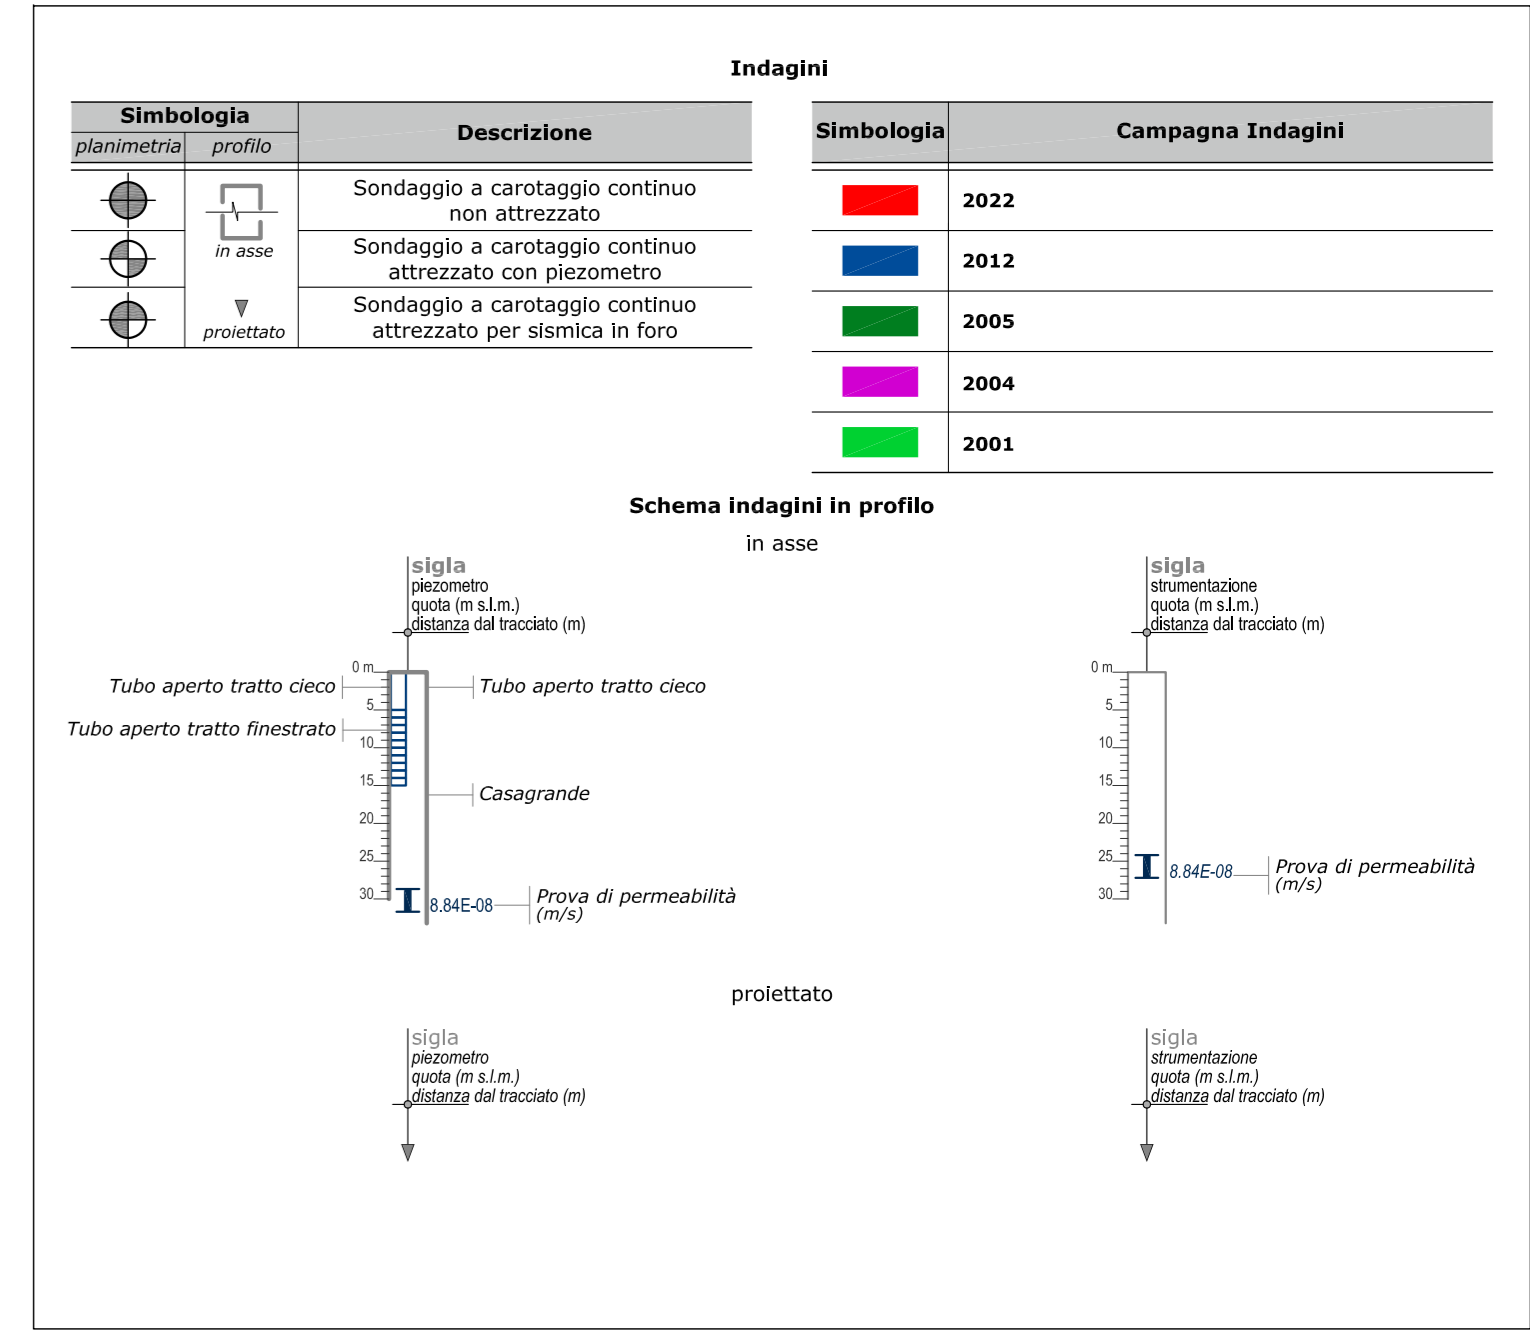 Indagini
Simbologia
Descrizione
planimetria
profilo
Sondaggio a carotaggio continuo
non attrezzato
in asse
Sondaggio a carotaggio continuo
attrezzato con piezometro
proiettato
Sondaggio a carotaggio continuo
attrezzato per sismica in foro
Simbologia
Campagna Indagini
2022
2012
2005
2004
2001
Schema indagini in profilo
in asse
sigla
piezometro
quota (m s.l.m.)
distanza dal tracciato (m)
0 m
5
10
15
20
25
30
Tubo aperto tratto cieco
Tubo aperto tratto finestrato
Tubo aperto tratto cieco
Casagrande
8.84E-08
Prova di permeabilità
(m/s)
sigla
strumentazione
quota (m s.l.m.)
distanza dal tracciato (m)
0 m
5
10
15
20
25
30
8.84E-08
Prova di permeabilità
(m/s)
proiettato
sigla
piezometro
quota (m s.l.m.)
distanza dal tracciato (m)
sigla
strumentazione
quota (m s.l.m.)
distanza dal tracciato (m)